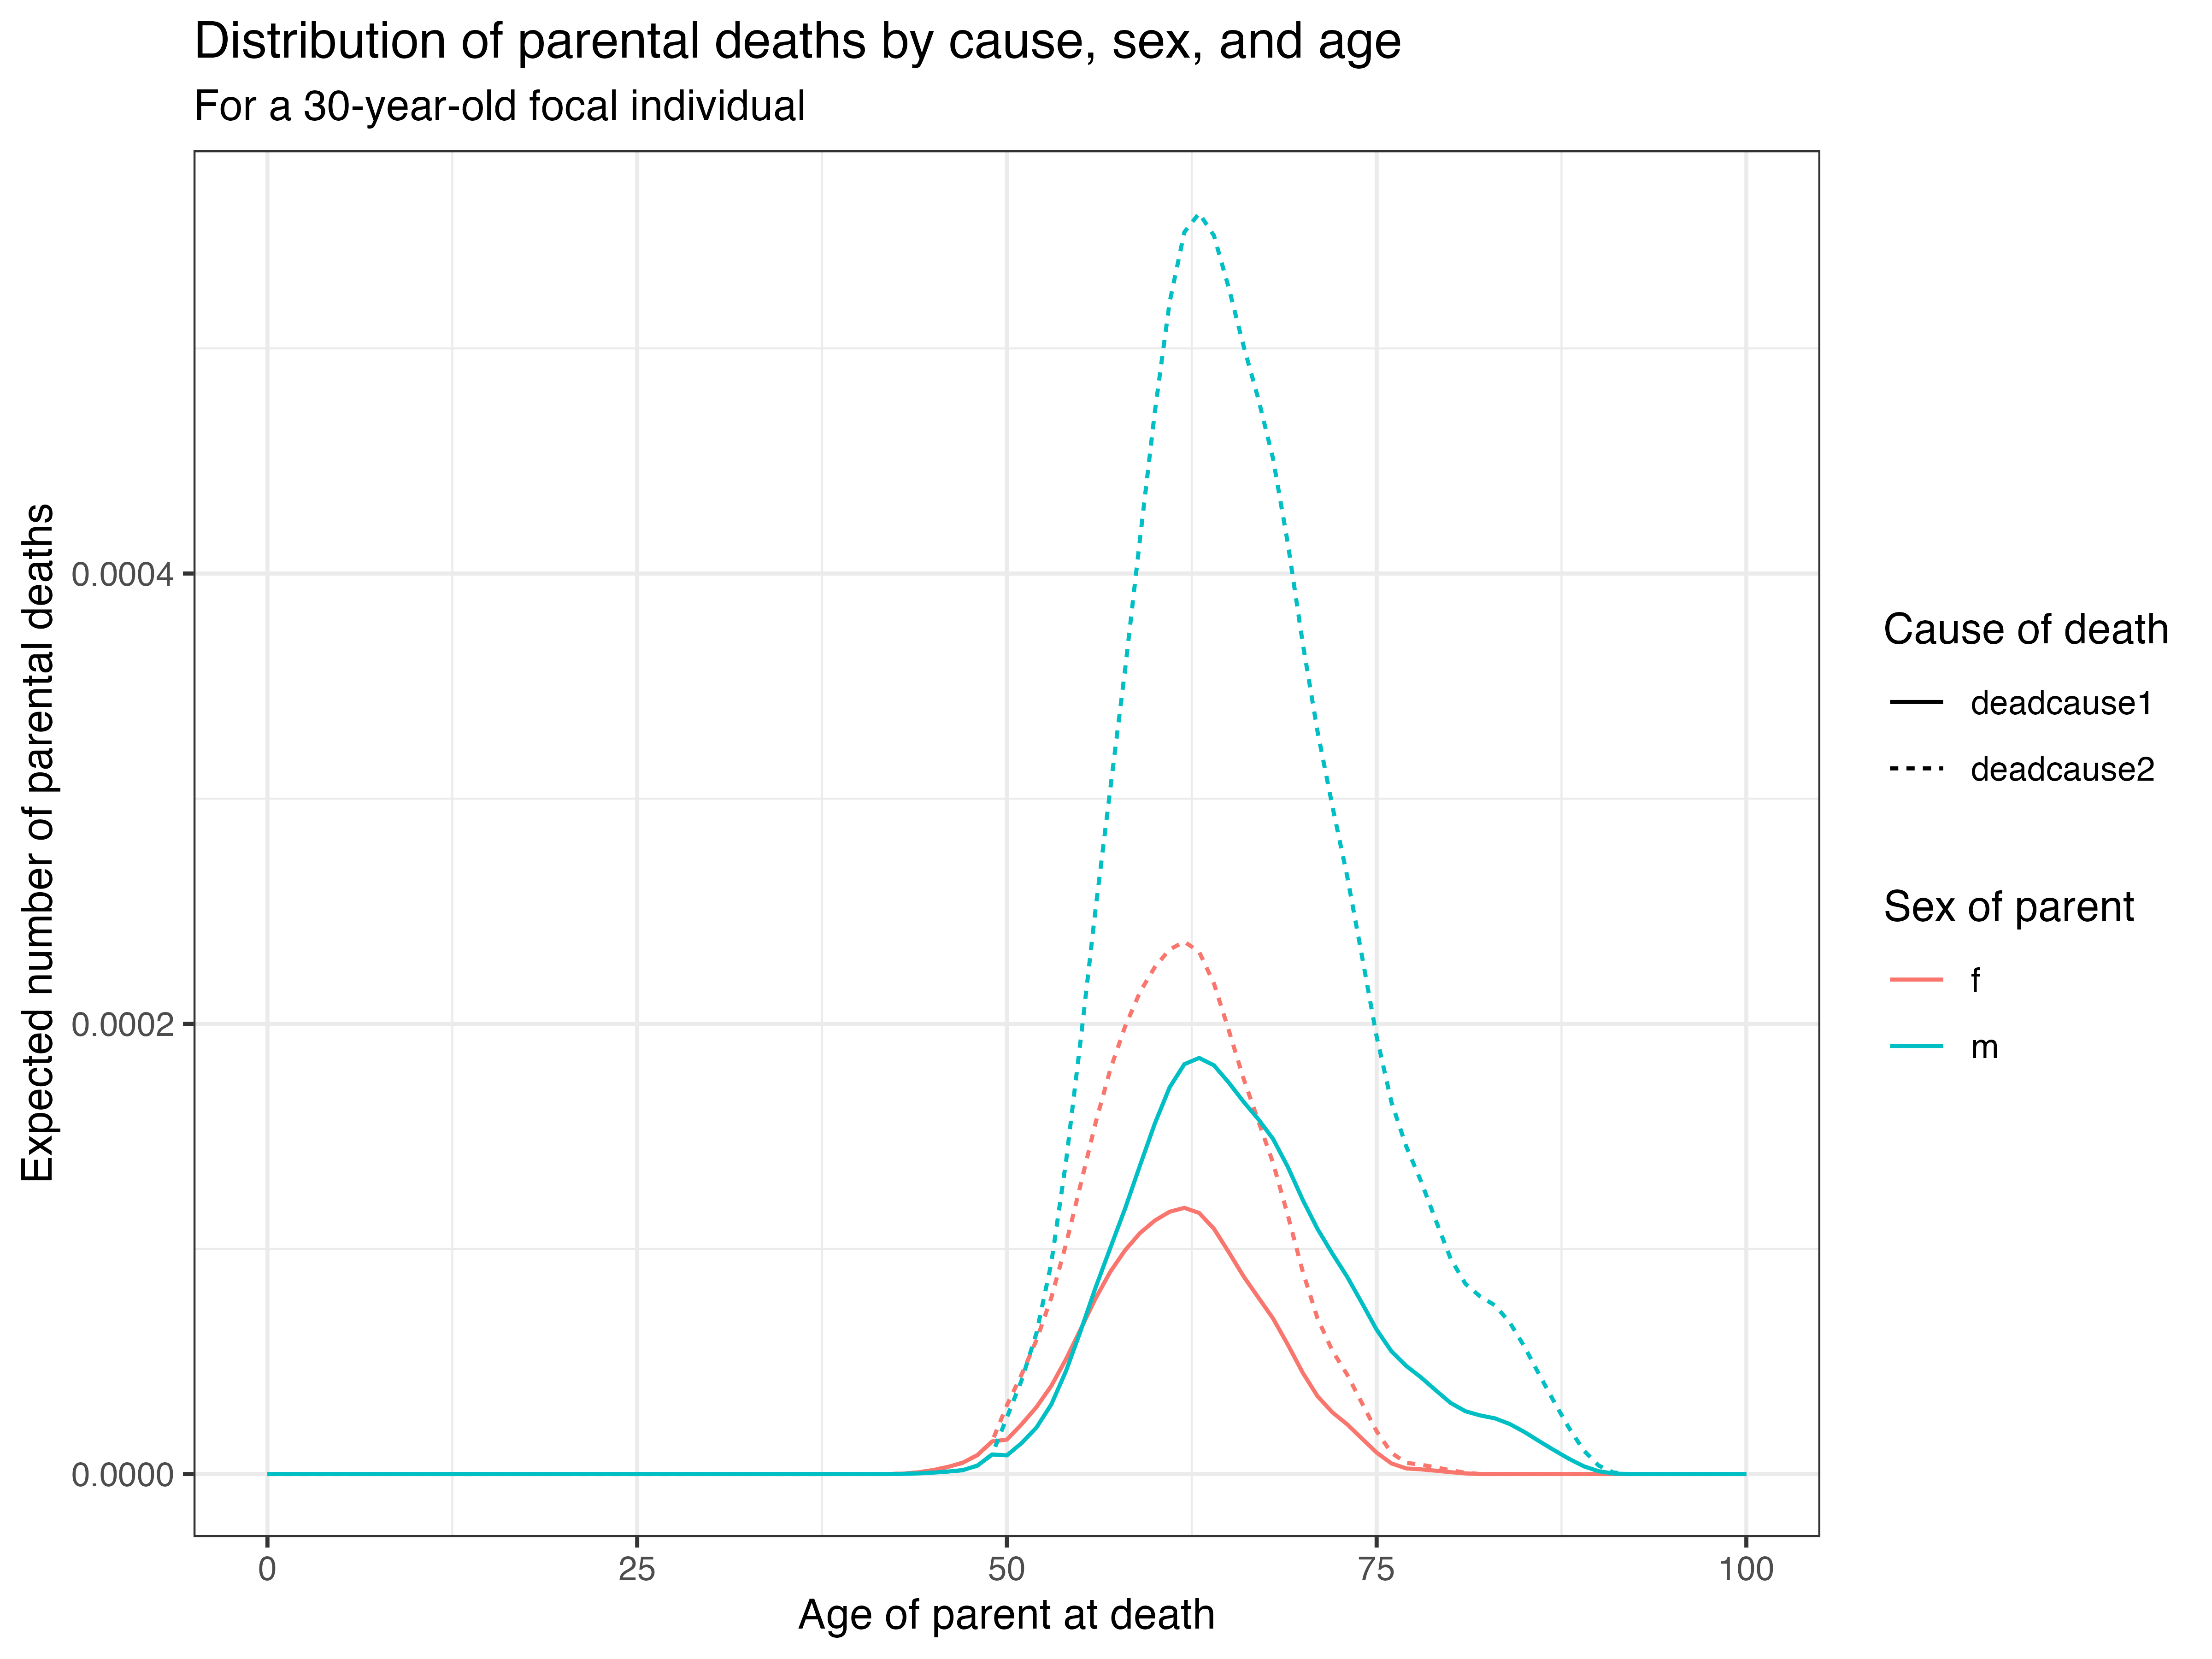 Distribution of parental deaths by cause, sex, and age
For a 30-year-old focal individual
Expected number of parental deaths
0.0004
0.0002
0.0000
0
25
50
75
100
Age of parent at death
Cause of death
deadcause1
deadcause2
Sex of parent
f
m